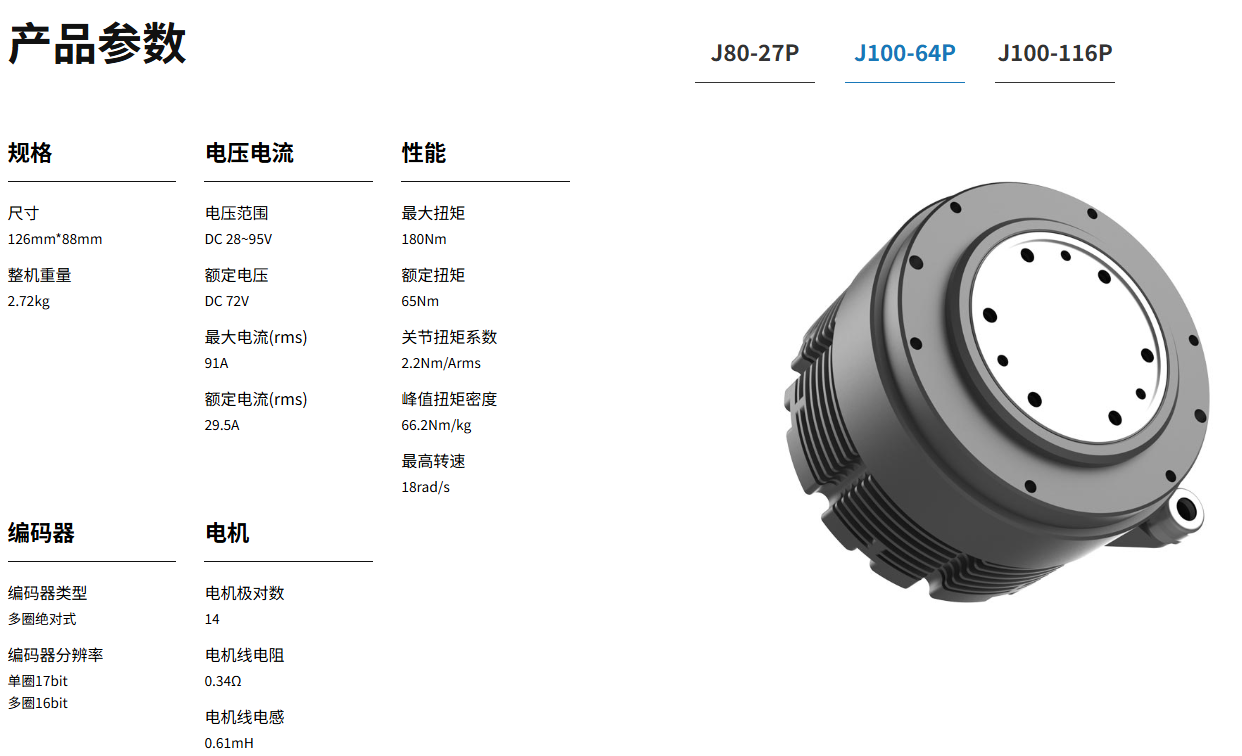 产品参数
J80-27P
J100-64P
J100-116P
规格
尺寸
126mm*88mm
整机重量
2.72kg
电压电流
电压范围
DC 28~95V
额定电压
DC 72V
最大电流(rms)
91A
额定电流(rms)
29.5A
性能
最大扭矩
180Nm
额定扭矩
65Nm
关节扭矩系数
2.2Nm/Arms
峰值扭矩密度
66.2Nm/kg
最高转速
18rad/s
编码器
编码器类型
多圈绝对式
编码器分辨率
单圈17bit
多圈16bit
电机
电机极对数
14
电机线电阻
0.34Ω
电机线电感
0.61mH